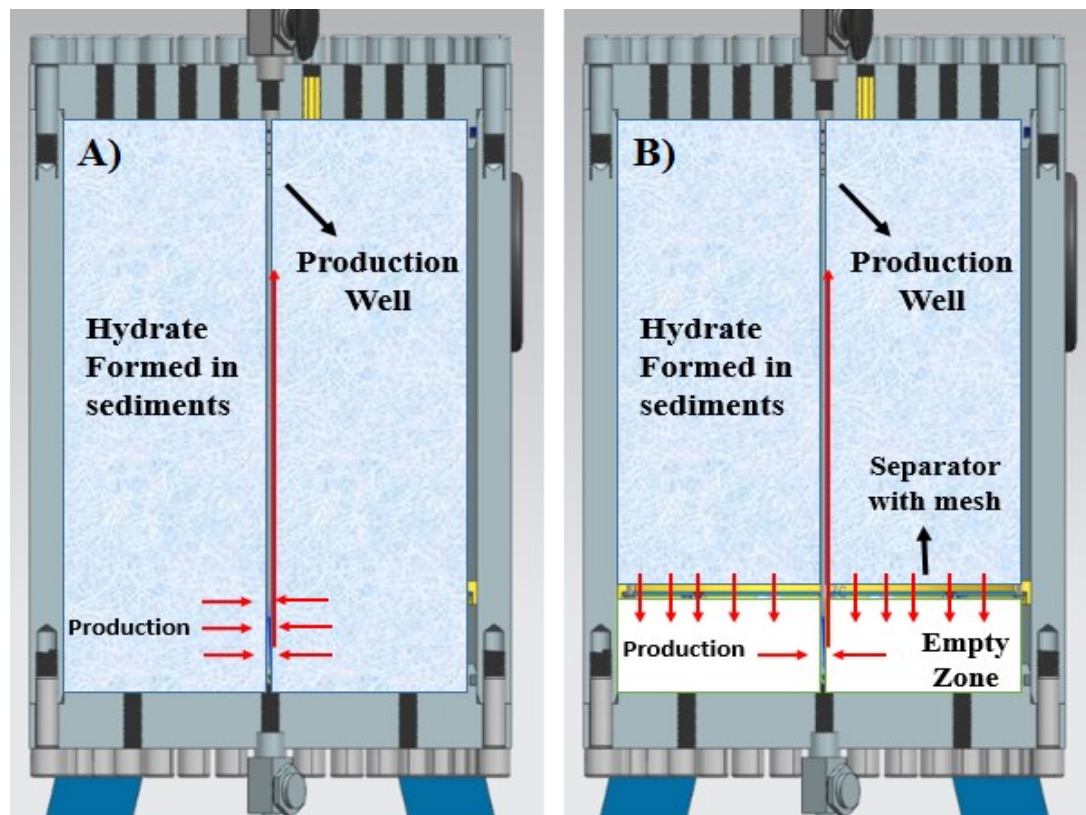 A)
Production
Well
Hydrate
Formed in
sediments
Production
B)
Production
Well
Hydrate
Formed in
sediments
Separator
with mesh
Production
Empty
Zone